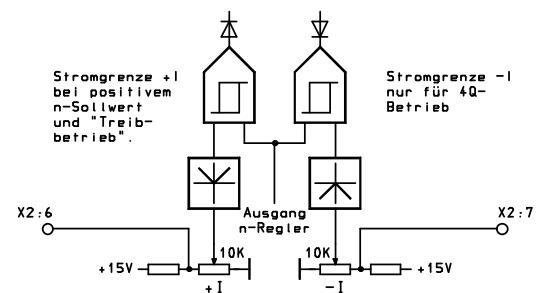 Stromgrenze +I
bei positivem
n-Sollwert
und "Treib-
betrieb".
Stromgrenze -I
nur für 4Q-
Betrieb
X2:6
Ausgang
n-Regler
X2:7
10K
10K
+15V
+I
-I
+15V